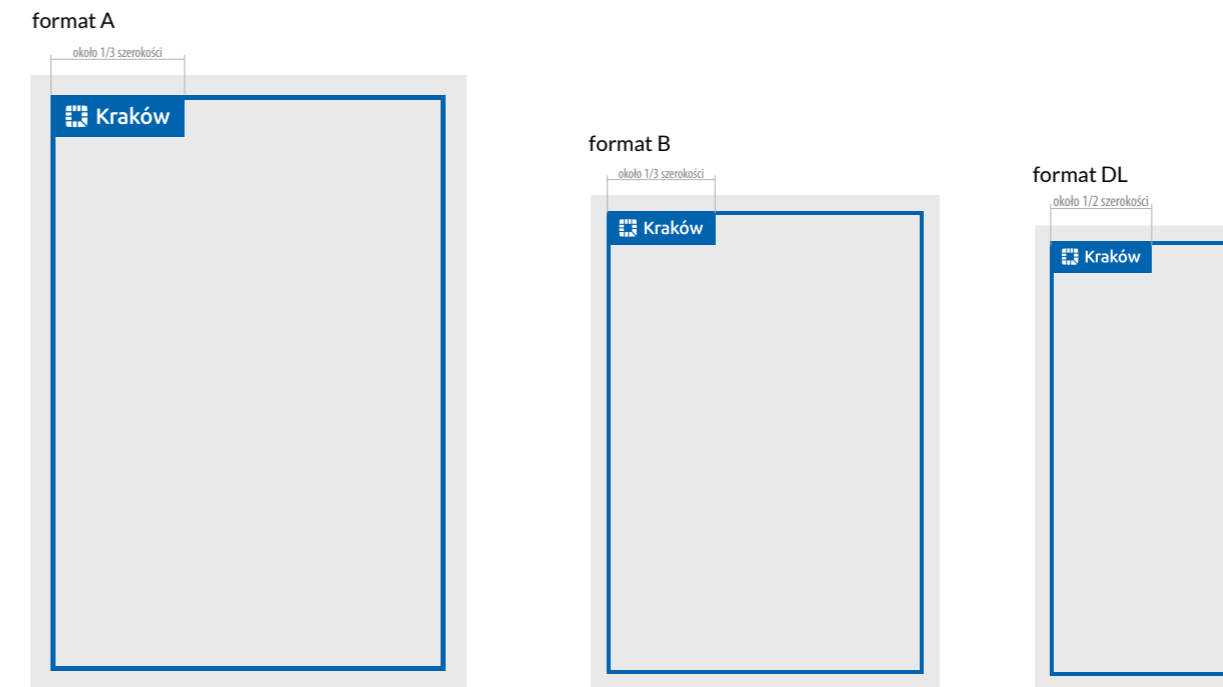 format A
około 1/3 szerokości
Kraków
format B
około 1/3 szerokości
Kraków
format DL
około 1/2 szerokości
Kraków